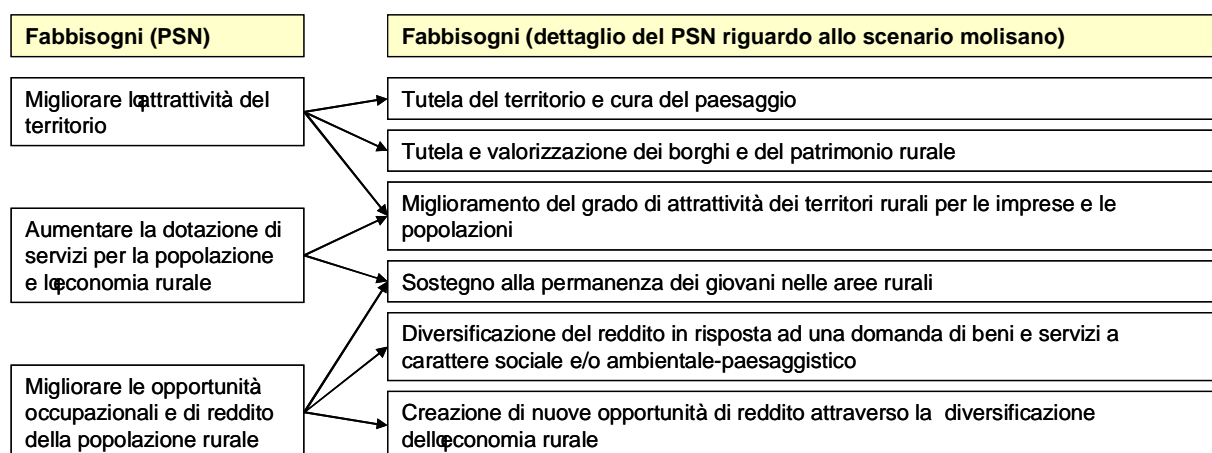 Fabbisogni (PSN)
Fabbisogni (dettaglio del PSN riguardo allo scenario molisano)
Migliorare l'attrattività del
territorio
Tutela del territorio e cura del paesaggio
Tutela e valorizzazione dei borghi e del patrimonio rurale
Miglioramento del grado di attrattività dei territori rurali per le imprese e le
popolazioni
Aumentare la dotazione di
servizi per la popolazione
e l'economia rurale
Sostegno alla permanenza dei giovani nelle aree rurali
Diversificazione del reddito in risposta ad una domanda di beni e servizi a
carattere sociale e/o ambientale-paesaggistico
Migliorare le opportunità
occupazionali e di reddito
della popolazione rurale
Creazione di nuove opportunità di reddito attraverso la diversificazione
dell'economia rurale